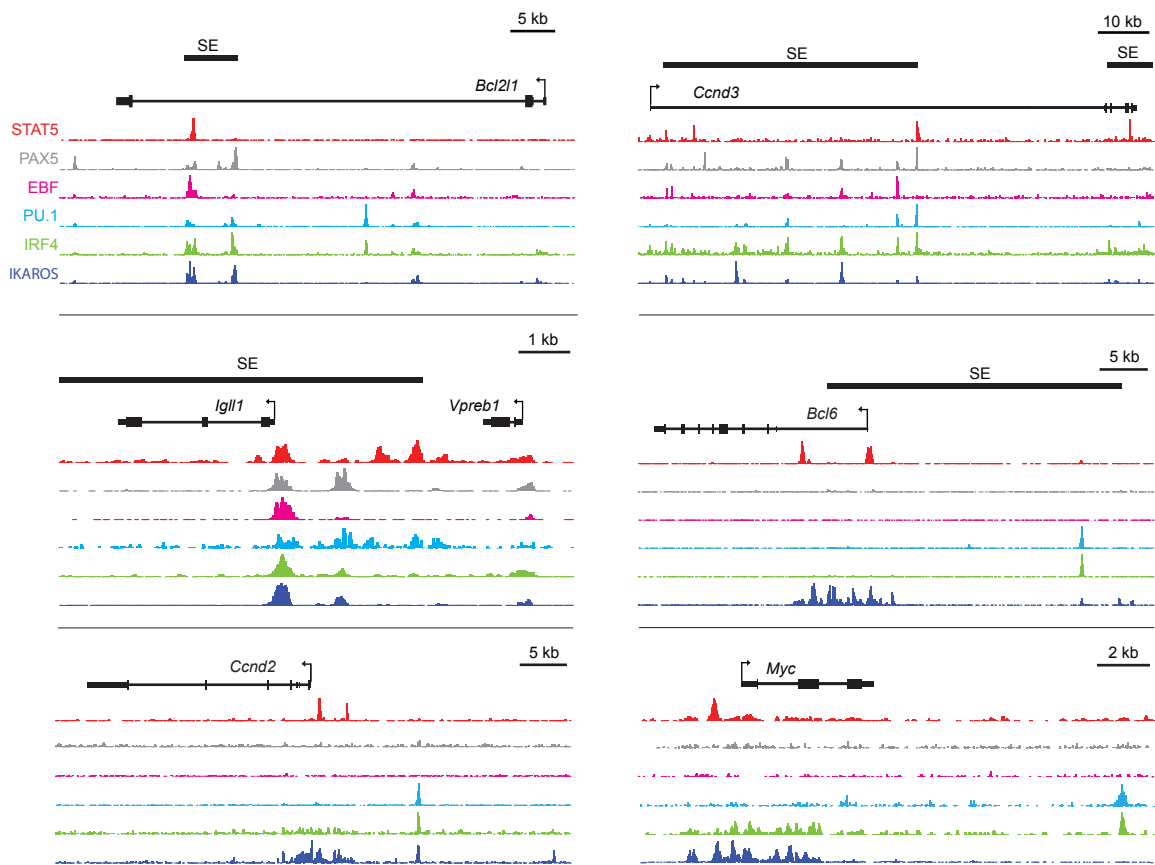 5 kb
SE
Bcl2l1
STAT5
PAX5
EBF
PU.1
IRF4
IKAROS
10 kb
SE
SE
Ccnd3
1 kb
SE
Igll1
Vpreb1
5 kb
SE
Bcl6
5 kb
Ccnd2
2 kb
Myc